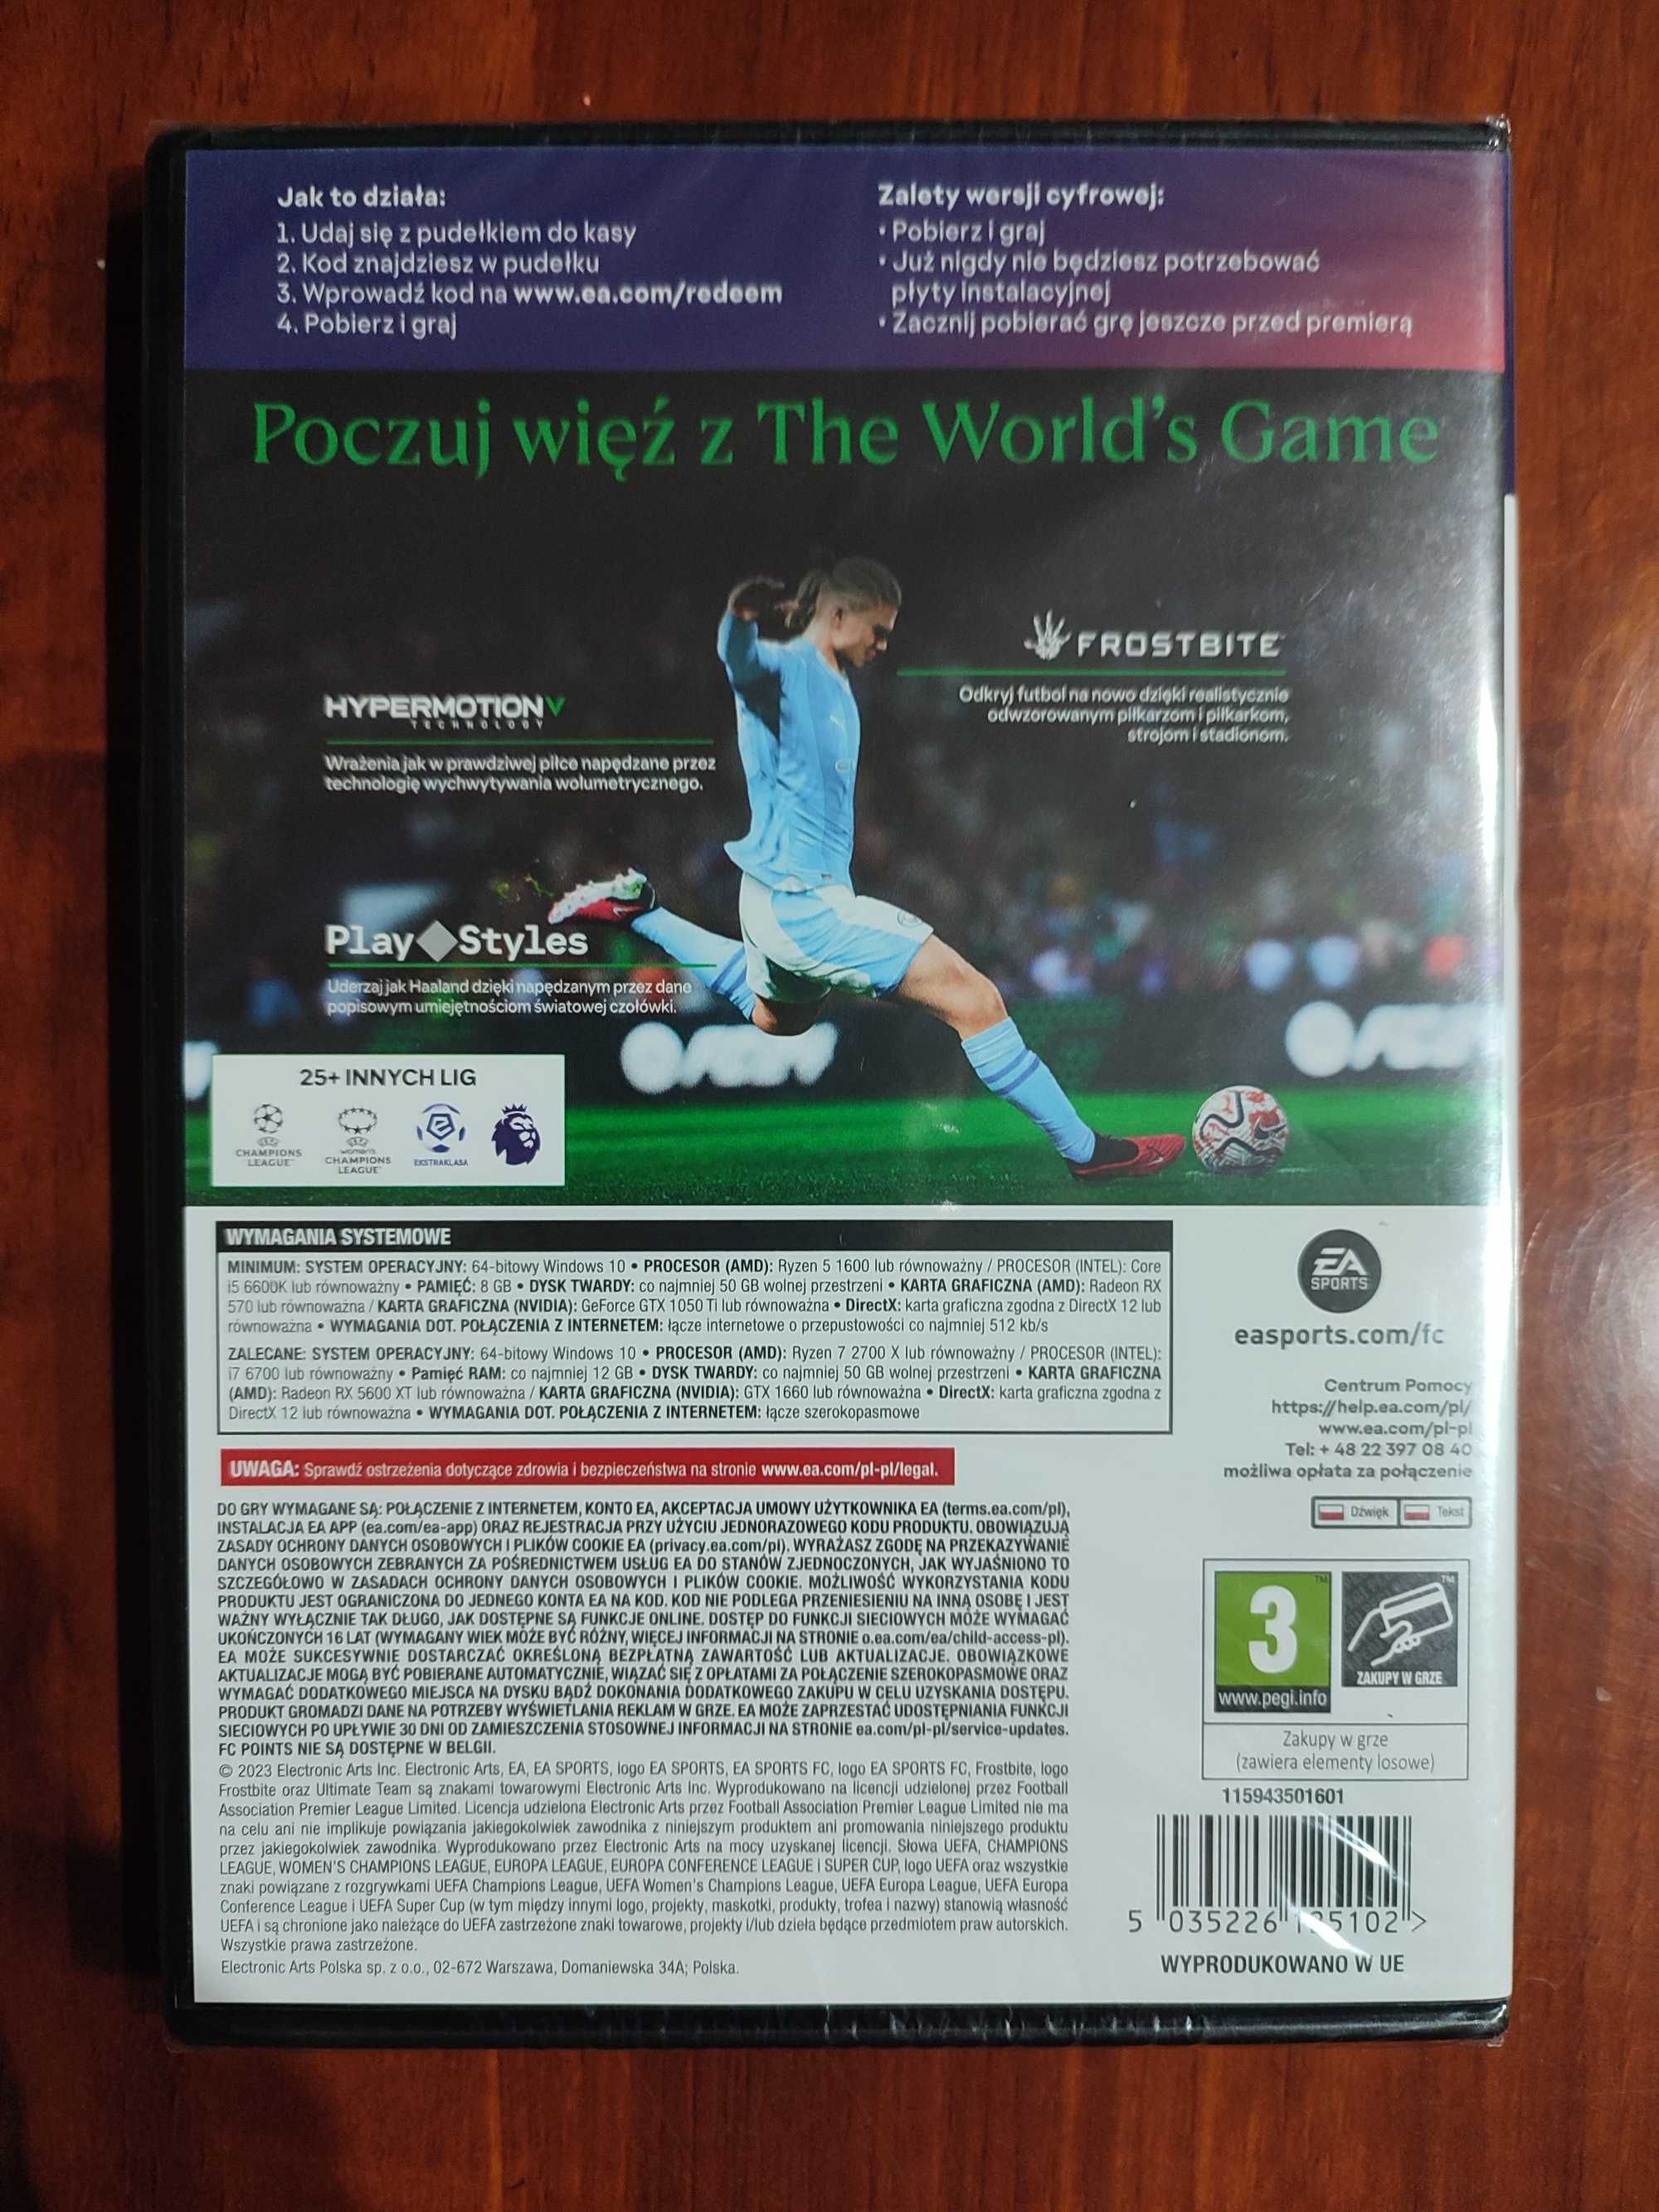 Jak to działa:
1. Udaj się z pudełkiem do kasy
2. Kod znajdziesz w pudełku
3. Wprowadź kod na www.ea.com/redeem
4. Pobierz i graj
Zalety wersji cyfrowej:
• Pobierz i graj
• Już nigdy nie będziesz potrzebować
płyty instalacyjnej
• Zacznij pobierać grę jeszcze przed premierą
Poczuj więź z The World's Game
FROSTBITE
Odkryj futbol na nowo dzięki realistycznie
odwzorowanym piłkarzom i piłkarkom,
strojom i stadionom.
HYPERMOTIONV
TECHNOLOGY
Wrażenia jak w prawdziwej piłce napędzane przez
technologię wychwytywania wolumetrycznego.
Play Styles
Uderzaj jak Haaland dzięki napędzanym przez dane
popisowym umiejętnościom światowej czołówki.
25+ INNYCH LIG
UEFA
CHAMPIONS
LEAGUE
UEFA
women's
CHAMPIONS
LEAGUE
EKSTRAKLASA
WYMAGANIA SYSTEMOWE
MINIMUM: SYSTEM OPERACYJNY: 64-bitowy Windows 10 • PROCESOR (AMD): Ryzen 5 1600 lub równoważny / PROCESOR (INTEL): Core
i5 6600K lub równoważny • PAMIĘĆ: 8 GB • DYSK TWARDY: co najmniej 50 GB wolnej przestrzeni • KARTA GRAFICZNA (AMD): Radeon RX
570 lub równoważna / KARTA GRAFICZNA (NVIDIA): GeForce GTX 1050 Ti lub równoważna • DirectX: karta graficzna zgodna z DirectX 12 lub
równoważna • WYMAGANIA DOT. POŁĄCZENIA Z INTERNETEM: łącze internetowe o przepustowości co najmniej 512 kb/s
ZALECANE: SYSTEM OPERACYJNY: 64-bitowy Windows 10 • PROCESOR (AMD): Ryzen 7 2700 X lub równoważny / PROCESOR (INTEL):
i7 6700 lub równoważny • Pamięć RAM: co najmniej 12 GB • DYSK TWARDY: co najmniej 50 GB wolnej przestrzeni • KARTA GRAFICZNA
(AMD): Radeon RX 5600 XT lub równoważna / KARTA GRAFICZNA (NVIDIA): GTX 1660 lub równoważna • DirectX: karta graficzna zgodna z
DirectX 12 lub równoważna • WYMAGANIA DOT. POŁĄCZENIA Z INTERNETEM: łącze szerokopasmowe
UWAGA: Sprawdź ostrzeżenia dotyczące zdrowia i bezpieczeństwa na stronie www.ea.com/pl-pl/legal.
DO GRY WYMAGANE SĄ: POŁĄCZENIE Z INTERNETEM, KONTO EA, AKCEPTACJA UMOWY UŻYTKOWNIKA EA (terms.ea.com/pl),
INSTALACJA EA APP (ea.com/ea-app) ORAZ REJESTRACJA PRZY UŻYCIU JEDNORAZOWEGO KODU PRODUKTU. OBOWIĄZUJĄ
ZASADY OCHRONY DANYCH OSOBOWYCH I PLIKÓW COOKIE EA (privacy.ea.com/pl). WYRAŻASZ ZGODĘ NA PRZEKAZYWANIE
DANYCH OSOBOWYCH ZEBRANYCH ZA POŚREDNICTWEM USŁUG EA DO STANÓW ZJEDNOCZONYCH, JAK WYJAŚNIONO TO
SZCZEGÓŁOWO W ZASADACH OCHRONY DANYCH OSOBOWYCH I PLIKÓW COOKIE. MOŻLIWOŚĆ WYKORZYSTANIA KODU
PRODUKTU JEST OGRANICZONA DO JEDNEGO KONTA EA NA KOD. KOD NIE PODLEGA PRZENIESIENIU NA INNĄ OSOBĘ I JEST
WAŻNY WYŁĄCZNIE TAK DŁUGO, JAK DOSTĘPNE SĄ FUNKCJE ONLINE. DOSTĘP DO FUNKCJI SIECIOWYCH MOŻE WYMAGAĆ
UKOŃCZONYCH 16 LAT (WYMAGANY WIEK MOŻE BYĆ RÓŻNY, WIĘCEJ INFORMACJI NA STRONIE o.ea.com/ea/child-access-pl).
EA MOŻE SUKCESYWNIE DOSTARCZAĆ OKREŚLONĄ BEZPŁATNĄ ZAWARTOŚĆ LUB AKTUALIZACJE. OBOWIĄZKOWE
AKTUALIZACJE MOGĄ BYĆ POBIERANE AUTOMATYCZNIE, WIĄZAĆ SIĘ Z OPŁATAMI ZA POŁĄCZENIE SZEROKOPASMOWE ORAZ
WYMAGAĆ DODATKOWEGO MIEJSCA NA DYSKU BĄDŹ DOKONANIA DODATKOWEGO ZAKUPU W CELU UZYSKANIA DOSTĘPU.
PRODUKT GROMADZI DANE NA POTRZEBY WYŚWIETLANIA REKLAM W GRZE. EA MOŻE ZAPRZESTAĆ UDOSTĘPNIANIA FUNKCJI
SIECIOWYCH PO UPŁYWIE 30 DNI OD ZAMIESZCZENIA STOSOWNEJ INFORMACJI NA STRONIE ea.com/pl-pl/service-updates.
FC POINTS NIE SĄ DOSTĘPNE W BELGII.
© 2023 Electronic Arts Inc. Electronic Arts, EA, EA SPORTS, logo EA SPORTS, EA SPORTS FC, logo EA SPORTS FC, Frostbite, logo
Frostbite oraz Ultimate Team są znakami towarowymi Electronic Arts Inc. Wyprodukowano na licencji udzielonej przez Football
Association Premier League Limited. Licencja udzielona Electronic Arts przez Football Association Premier League Limited nie ma
na celu ani nie implikuje powiązania jakiegokolwiek zawodnika z niniejszym produktem ani promowania niniejszego produktu
przez jakiegokolwiek zawodnika. Wyprodukowano przez Electronic Arts na mocy uzyskanej licencji. Słowa UEFA, CHAMPIONS
LEAGUE, WOMEN'S CHAMPIONS LEAGUE, EUROPA LEAGUE, EUROPA CONFERENCE LEAGUE I SUPER CUP, logo UEFA oraz wszystkie
znaki powiązane z rozgrywkami UEFA Champions League, UEFA Women's Champions League, UEFA Europa League, UEFA Europa
Conference League i UEFA Super Cup (w tym między innymi logo, projekty, maskotki, produkty, trofea i nazwy) stanowią własność
UEFA i są chronione jako należące do UEFA zastrzeżone znaki towarowe, projekty i/lub dzieła będące przedmiotem praw autorskich.
Wszystkie prawa zastrzeżone.
Electronic Arts Polska sp. z o.o., 02-672 Warszawa, Domaniewska 34A; Polska.
EA
SPORTS
easports.com/fc
Centrum Pomocy
https://help.ea.com/pl/
www.ea.com/pl-pl
Tel: + 48 22 397 08 40
możliwa opłata za połączenie
Dźwięk
Tekst
3
www.pegi.info
ZAKUPY W GRZE
Zakupy w grze
(zawiera elementy losowe)
115943501601
5 035226 1 5102 >
WYPRODUKOWANO W UE